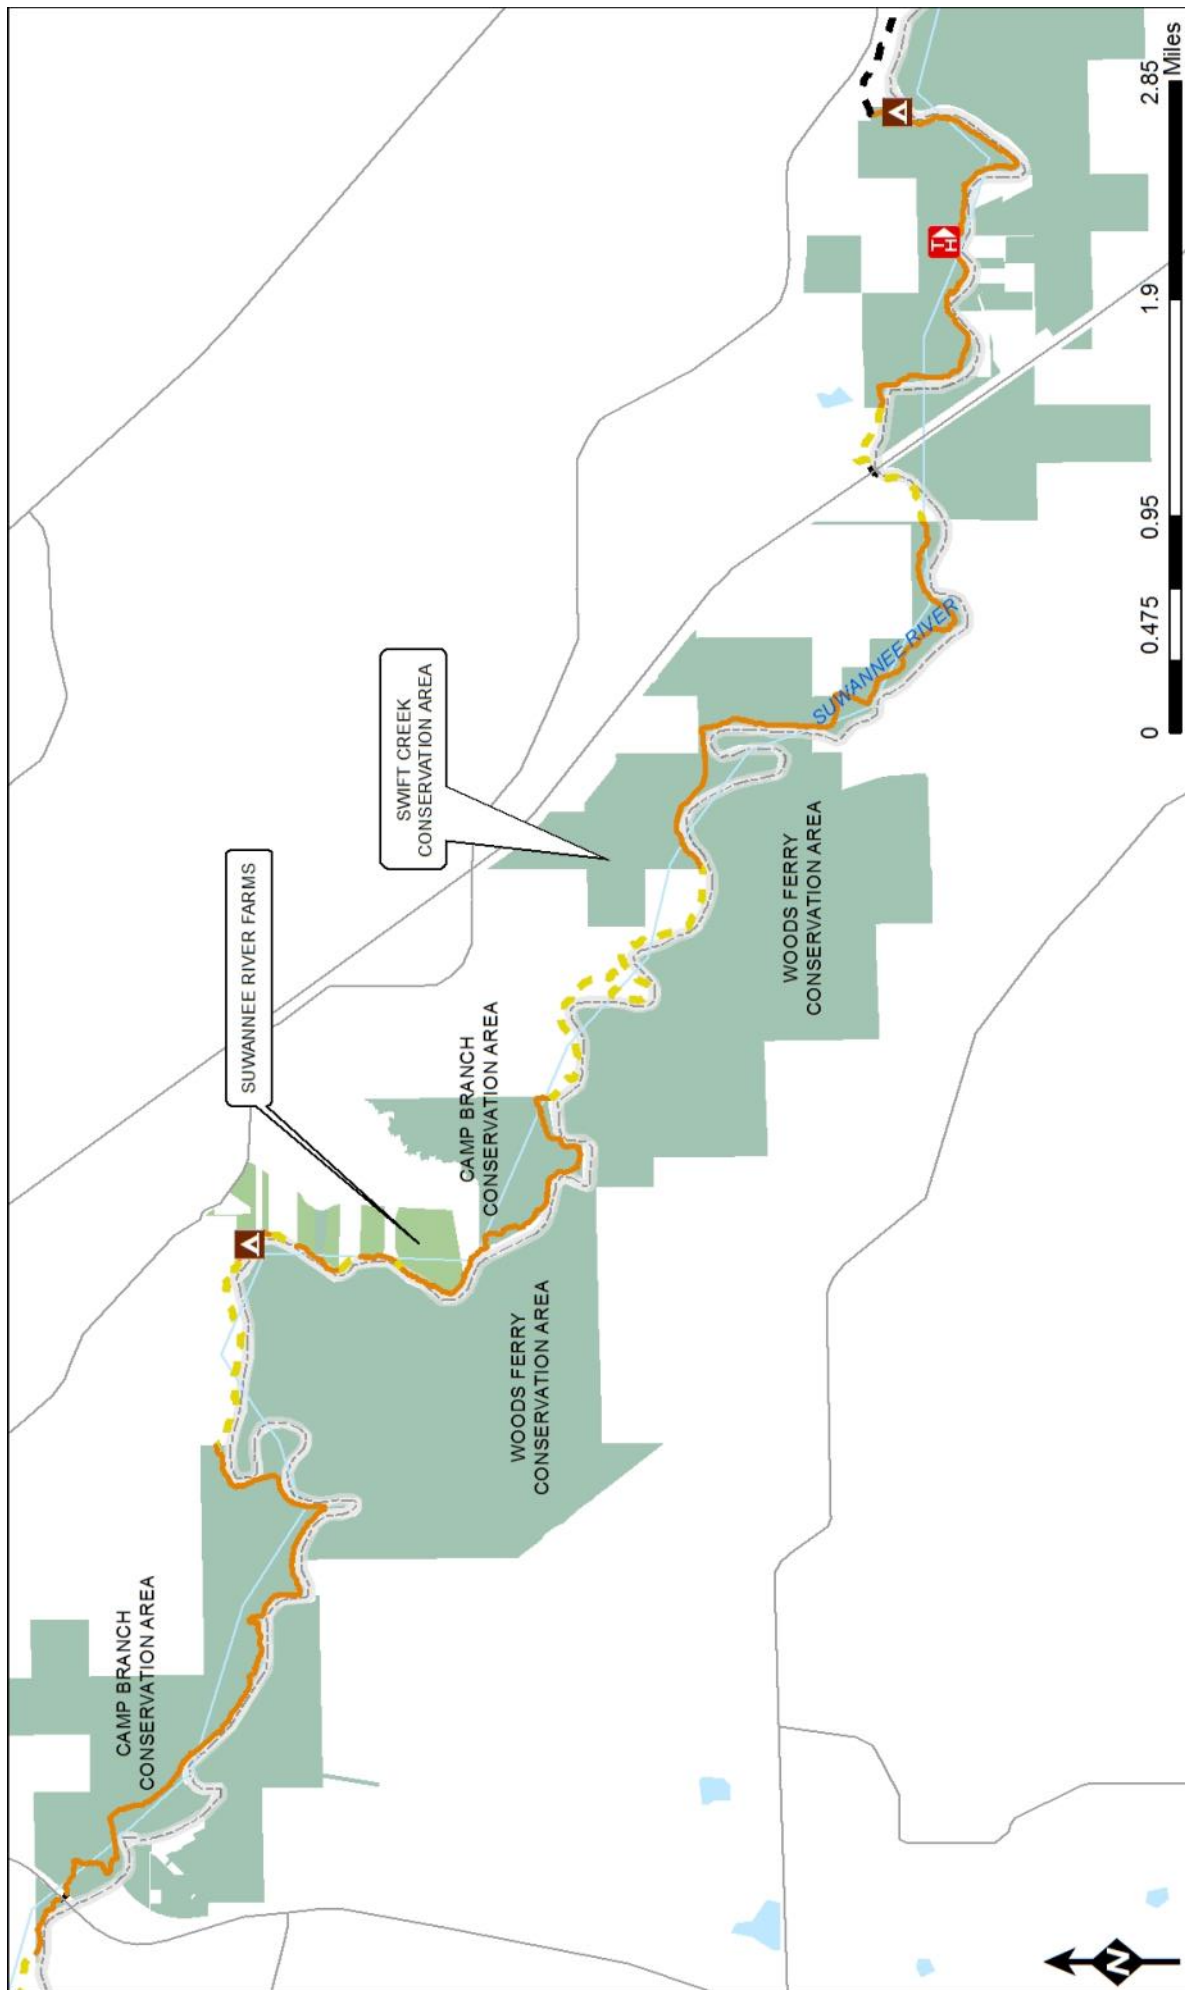 CAMP BRANCH
CONSERVATION AREA
SUWANNEE RIVER FARMS
SWIFT CREEK
CONSERVATION AREA
CAMP BRANCH
CONSERVATION AREA
WOODS FERRY
CONSERVATION AREA
WOODS FERRY
CONSERVATION AREA
SUWANNEE RIVER
TH
N
0 0.475 0.95 1.9 2.85
Miles